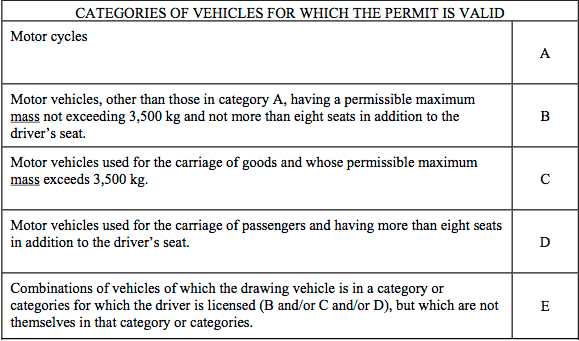 CATEGORIES OF VEHICLES FOR WHICH THE PERMIT IS VALID
Motor cycles
A
Motor vehicles, other than those in category A, having a permissible maximum
mass not exceeding 3,500 kg and not more than eight seats in addition to the
driver's seat.
B
Motor vehicles used for the carriage of goods and whose permissible maximum
mass exceeds 3,500 kg.
C
Motor vehicles used for the carriage of passengers and having more than eight seats
in addition to the driver's seat.
D
Combinations of vehicles of which the drawing vehicle is in a category or
categories for which the driver is licensed (B and/or C and/or D), but which are not
themselves in that category or categories.
E